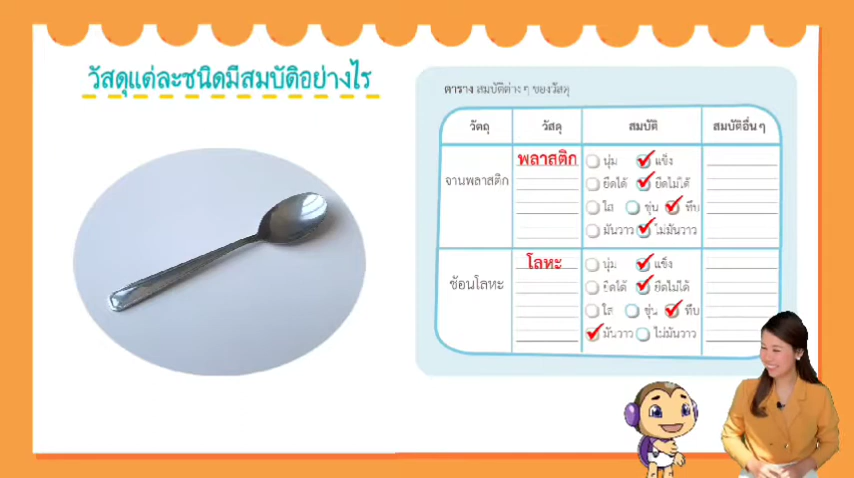 วัสดุแต่ละชนิดมีสมบัติอย่างไร
ตาราง สมบัติต่าง ๆ ของวัสดุ
วัตถุ วัสดุ สมบัติ สมบัติอื่น ๆ
จานพลาสติก พลาสติก
นุ่ม แข็ง
ยืดได้ ยืดไม่ได้
ใส ขุ่น ทึบ
มันวาว ไม่มันวาว
ช้อนโลหะ โลหะ
นุ่ม แข็ง
ยืดได้ ยืดไม่ได้
ใส ขุ่น ทึบ
มันวาว ไม่มันวาว